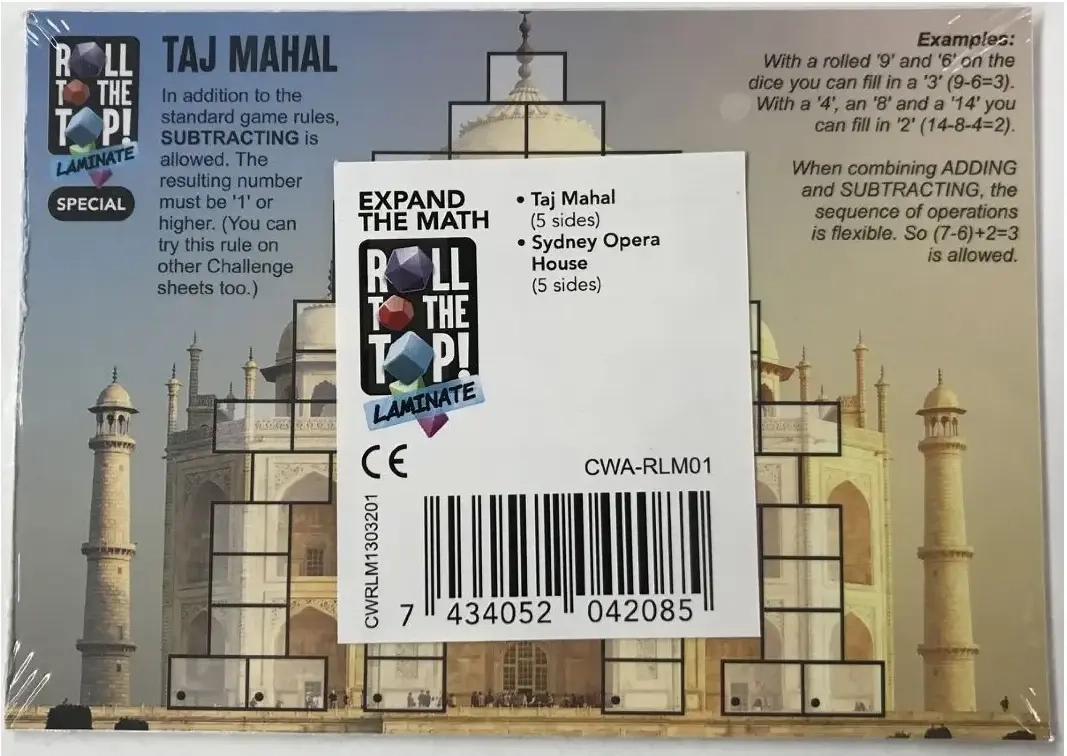 ROLL
TO THE
TOP!
LAMINATE
SPECIAL
TAJ MAHAL
In addition to the
standard game rules,
SUBTRACTING is
allowed. The
resulting number
must be '1' or
higher. (You can
try this rule on
other Challenge
sheets too.)
Examples:
With a rolled '9' and '6' on the
dice you can fill in a '3' (9-6=3).
With a '4', an '8' and a '14' you
can fill in '2' (14-8-4=2).
When combining ADDING
and SUBTRACTING, the
sequence of operations
is flexible. So (7-6)+2=3
is allowed.
EXPAND
THE MATH
ROLL
TO THE
TOP!
LAMINATE
• Taj Mahal
(5 sides)
• Sydney Opera
House
(5 sides)
CE
CWA-RLM01
CWRLM1303201
7 434052 042085